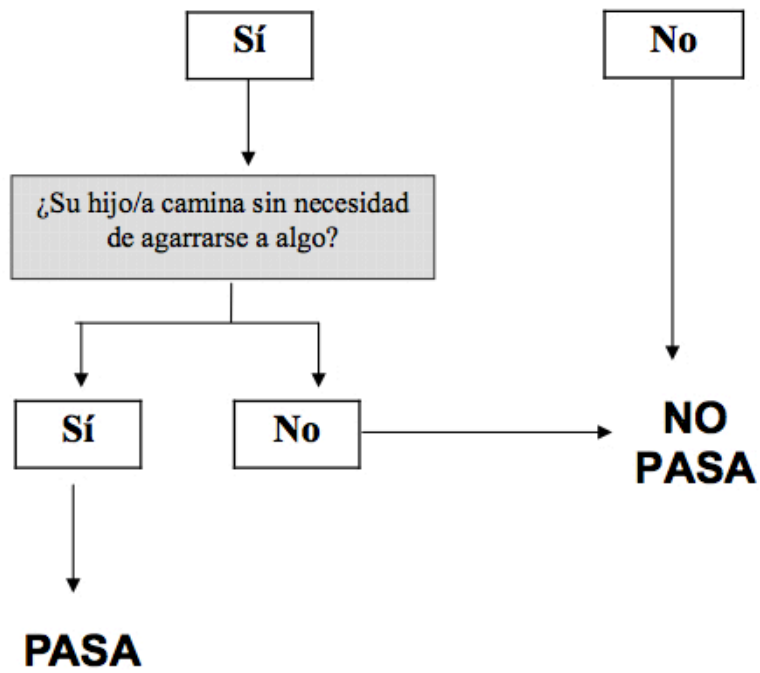 Sí
No
¿Su hijo/a camina sin necesidad
de agarrarse a algo?
Sí
No
NO
PASA
PASA